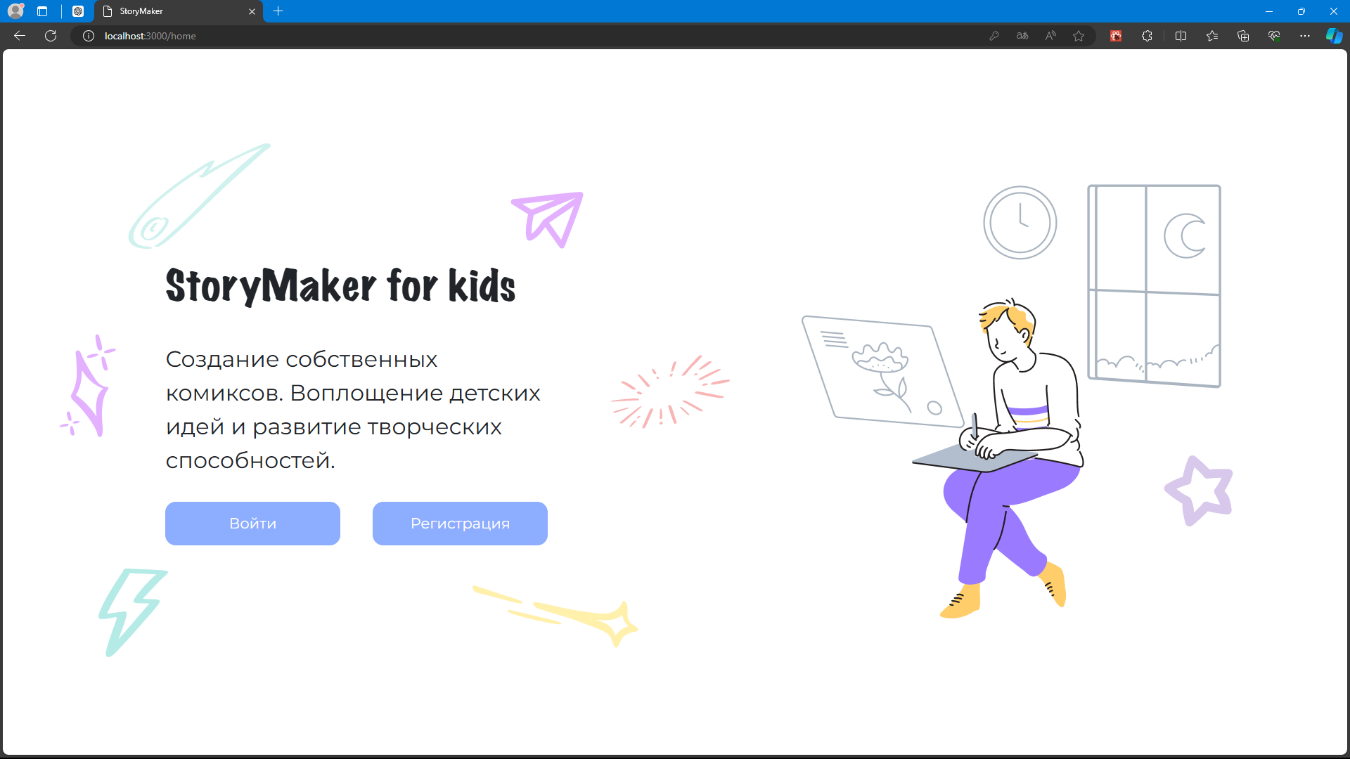 StoryMaker
localhost:3000/home
StoryMaker for kids
Создание собственных
комиксов. Воплощение детских
идей и развитие творческих
способностей.
Войти
Регистрация